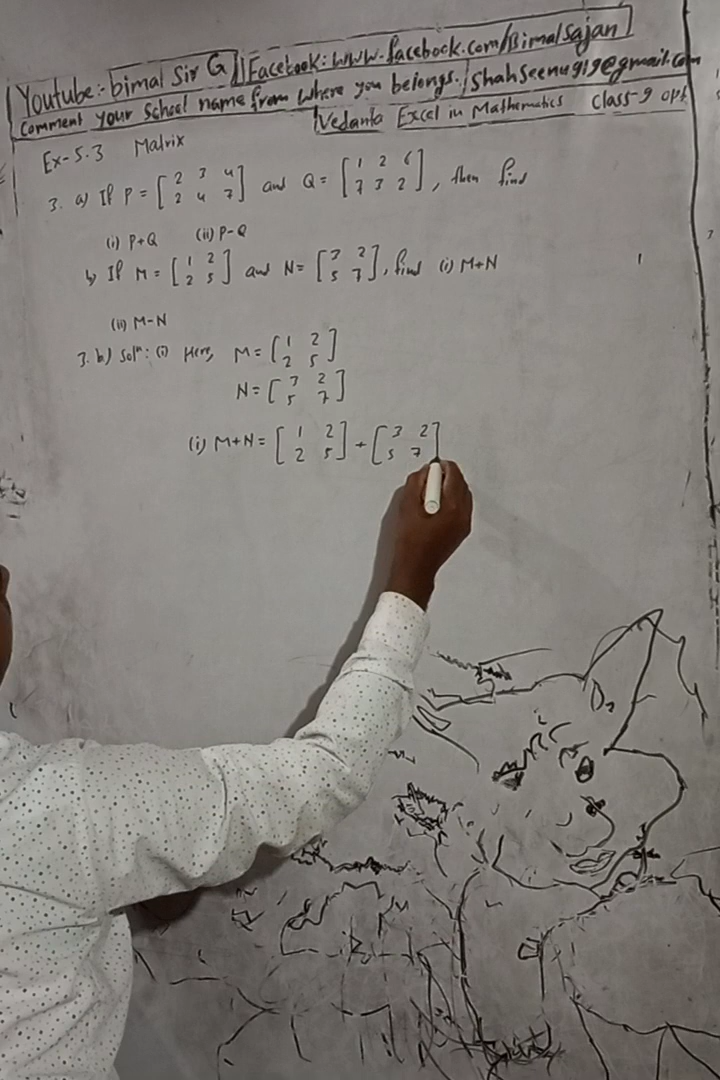 Youtube:- bimal Sir G || Facebook: www.facebook.com/Bimalsajan
Comment your School name from where you belongs. / Shahseenu919@gmail.com
Vedanta Excel in Mathematics Class-9 opt
Ex-5.3 Matrix
3. a) If P = [2 3 4 and Q = [1 2 6
2 4 7] 7 3 2], then find
(i) P+Q (ii) P-Q
b) If M = [1 2 and N = [3 2
2 5] 5 7], find (i) M+N
(ii) M-N
3. b) Solⁿ: (i) Here, M = [1 2
2 5]
N = [3 2
5 7]
(i) M+N = [1 2 + [3 2
2 5] 5 7]